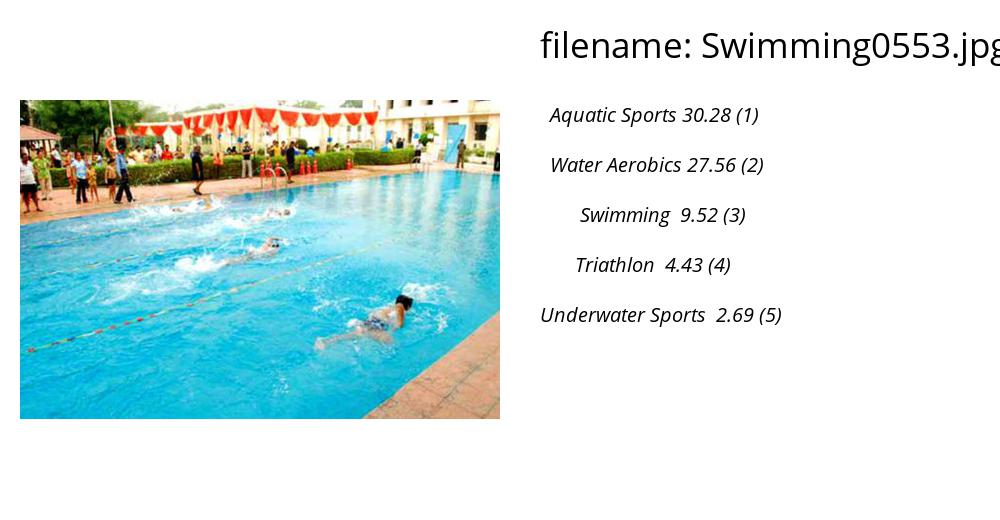 filename: Swimming0553.jpg
Aquatic Sports 30.28 (1)
Water Aerobics 27.56 (2)
Swimming 9.52 (3)
Triathlon 4.43 (4)
Underwater Sports 2.69 (5)